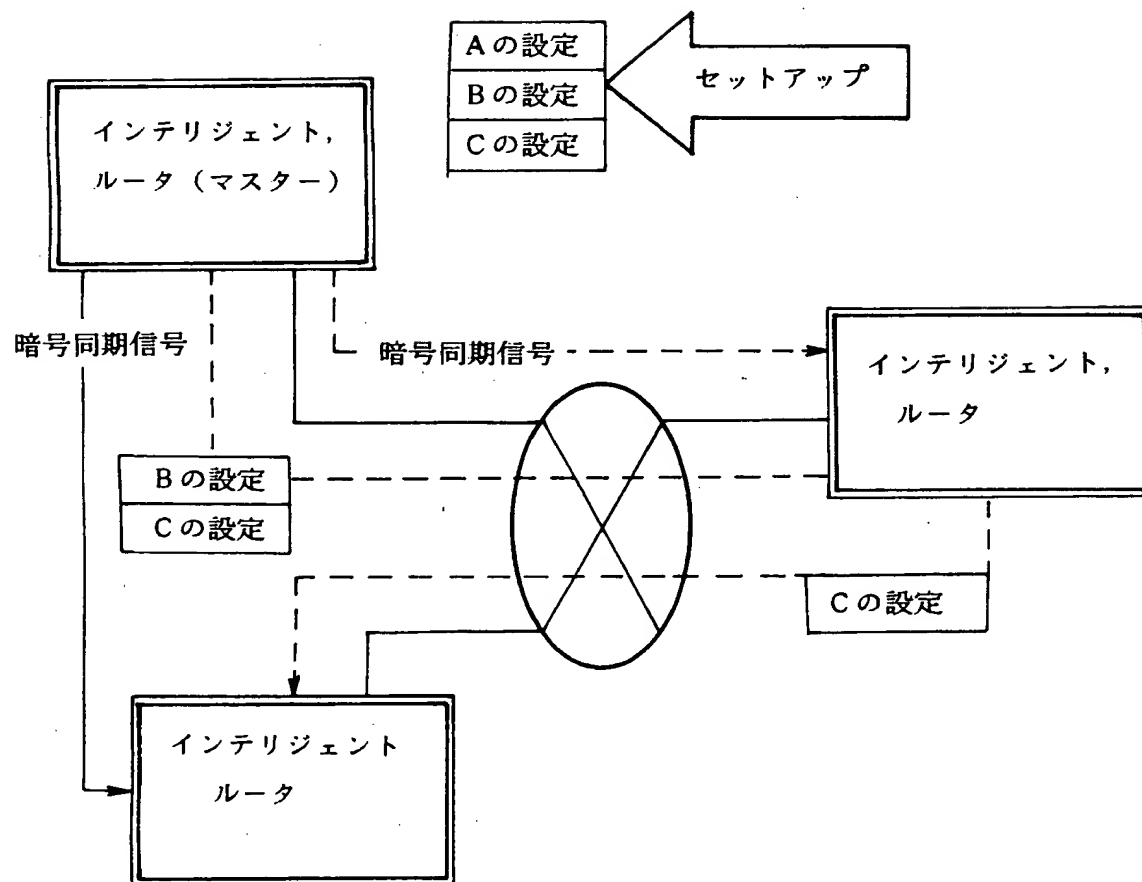 Aの設定
Bの設定
Cの設定
セットアップ
インテリジェント,
ルータ(マスター)
暗号同期信号
暗号同期信号
インテリジェント,
ルータ
Bの設定
Cの設定
Cの設定
インテリジェント
ルータ